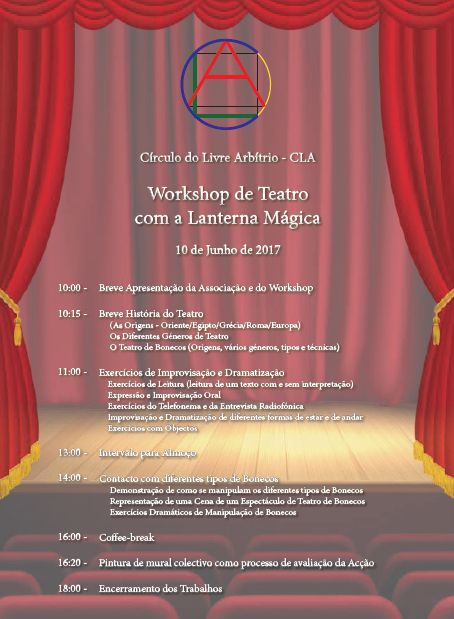 Círculo do Livre Arbítrio - CLA
Workshop de Teatro
com a Lanterna Mágica
10 de Junho de 2017
10:00 - Breve Apresentação da Associação e do Workshop
10:15 - Breve História do Teatro
(As Origens - Oriente/Egipto/Grécia/Roma/Europa)
Os Diferentes Géneros de Teatro
O Teatro de Bonecos (Origens, vários géneros, tipos e técnicas)
11:00 - Exercícios de Improvisação e Dramatização
Exercícios de Leitura (leitura de um texto com e sem interpretação)
Expressão e Improvisação Oral
Exercícios do Telefonema e da Entrevista Radiofónica
Improvisação e Dramatização de diferentes formas de estar e de andar
Exercícios com Objectos
13:00 - Intervalo para Almoço
14:00 - Contacto com diferentes tipos de Bonecos
Demonstração de como se manipulam os diferentes tipos de Bonecos
Representação de uma Cena de um Espectáculo de Teatro de Bonecos
Exercícios Dramáticos de Manipulação de Bonecos
16:00 - Coffee-break
16:20 - Pintura de mural colectivo como processo de avaliação da Acção
18:00 - Encerramento dos Trabalhos